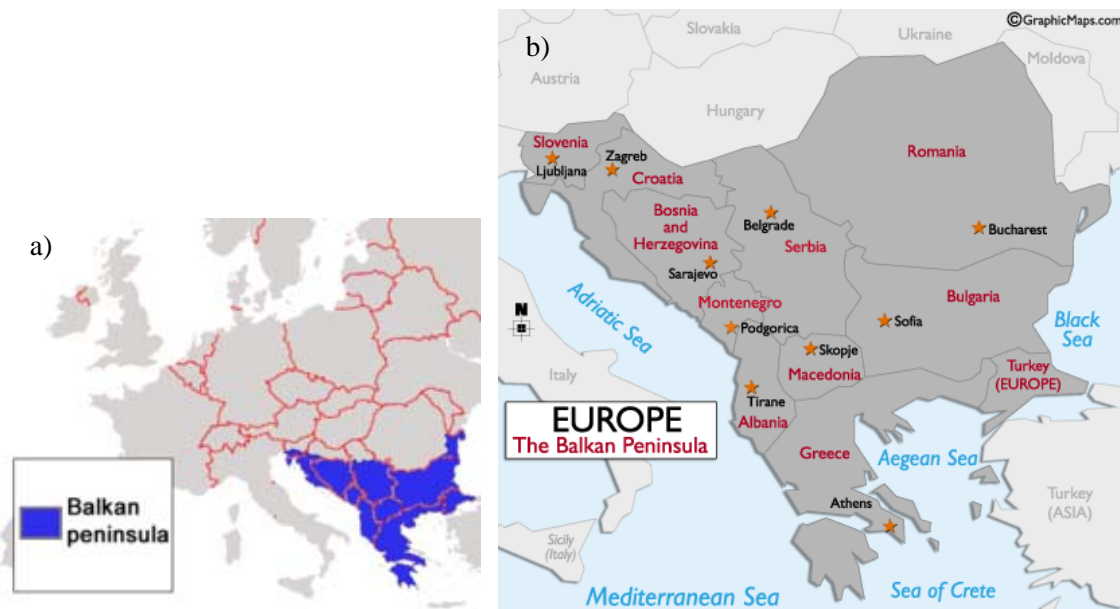 a)
Balkan
peninsula
b)
©GraphicMaps.com
Slovakia
Ukraine
Moldova
Austria
Hungary
Slovenia
Ljubljana
Zagreb
Croatia
Romania
Bosnia
and
Herzegovina
Belgrade
Serbia
Bucharest
Sarajevo
Adriatic Sea
N
Montenegro
Bulgaria
Black
Sea
Podgorica
Sofia
Skopje
Macedonia
Italy
Turkey
(EUROPE)
Tirane
Albania
EUROPE
The Balkan Peninsula
Greece
Aegean Sea
Athens
Turkey
(ASIA)
Sicily
(Italy)
Mediterranean Sea
Sea of Crete